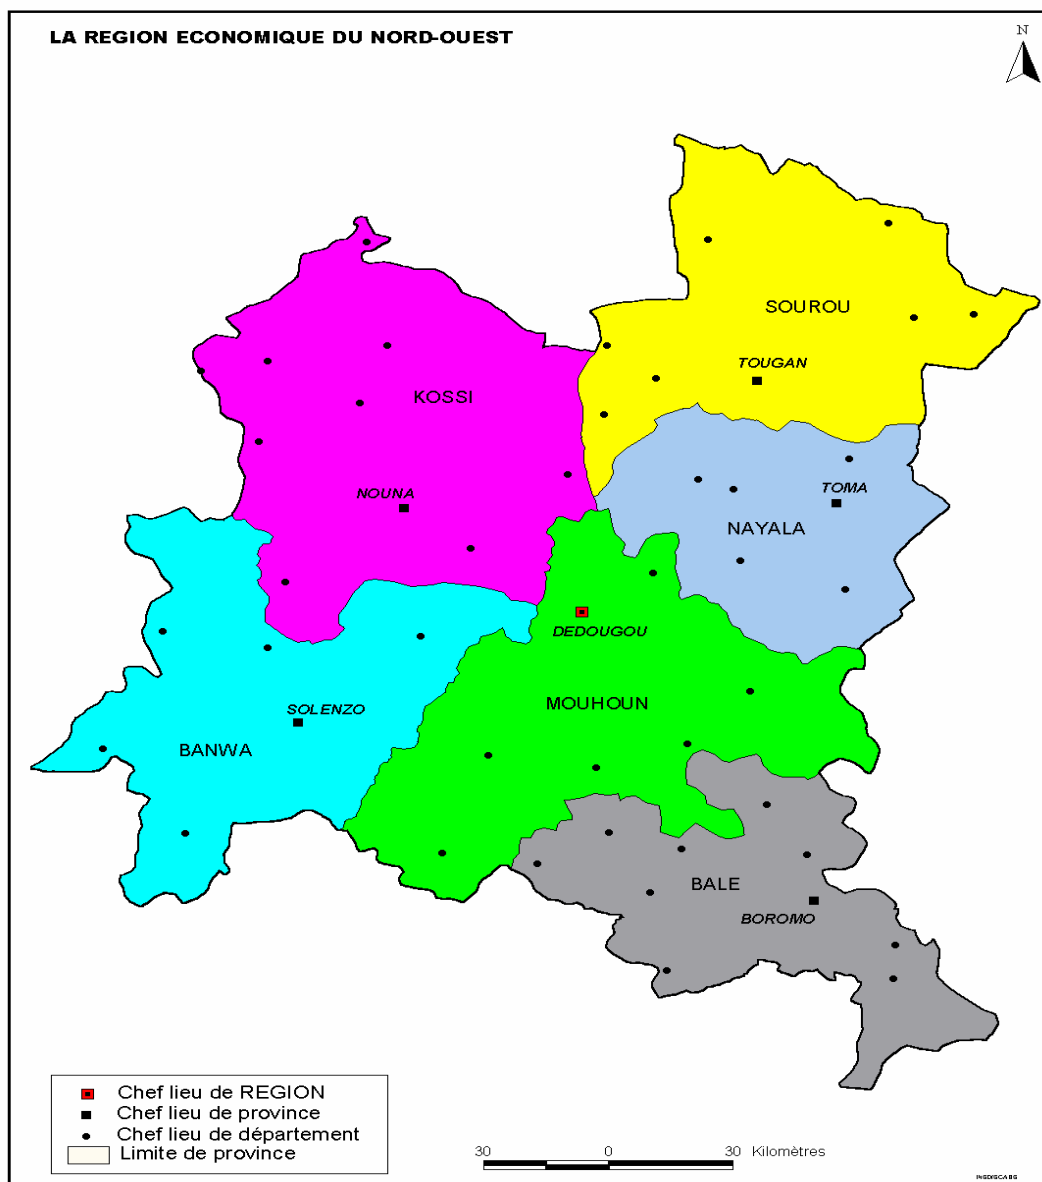 LA REGION ECONOMIQUE DU NORD-OUEST
N
SOUROU
TOUGAN
KOSSI
NOUNA
TOMA
NAYALA
DEDOUGOU
MOUHOUN
SOLENZO
BANWA
BALE
BOROMO
Chef lieu de REGION
Chef lieu de province
Chef lieu de département
Limite de province
30 0 30 Kilomètres